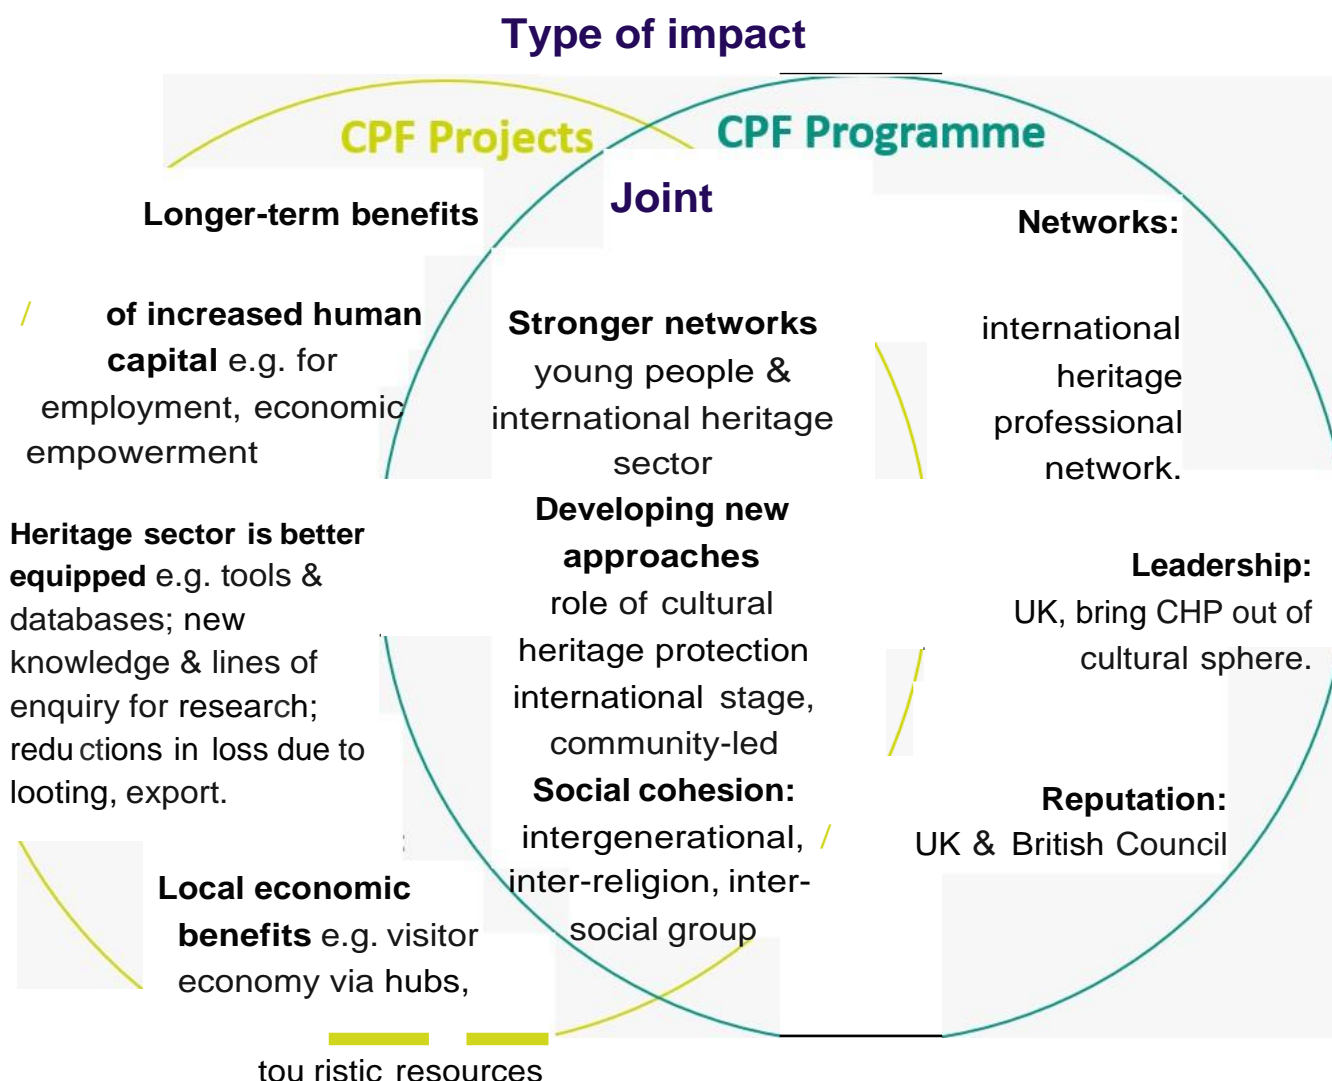 Type of impact
CPF Projects
CPF Programme
Joint
Longer-term benefits
of increased human
capital e.g. for
employment, economic
empowerment
Heritage sector is better
equipped e.g. tools &
databases; new
knowledge & lines of
enquiry for research;
redu ctions in loss due to
looting, export.
Local economic
benefits e.g. visitor
economy via hubs,
tou ristic resources
Stronger networks
young people &
international heritage
sector
Developing new
approaches
role of cultural
heritage protection
international stage,
community-led
Social cohesion:
intergenerational,
inter-religion, inter-
social group
Networks:
international
heritage
professional
network.
Leadership:
UK, bring CHP out of
cultural sphere.
Reputation:
UK & British Council